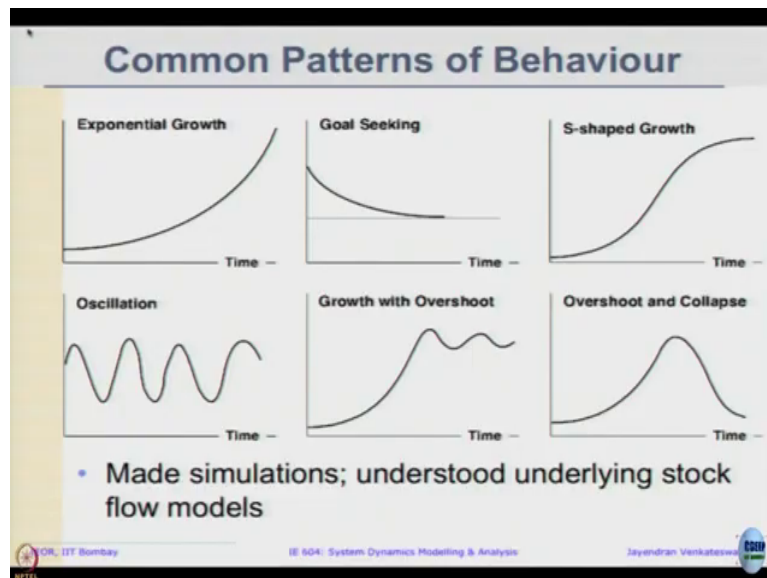 Common Patterns of Behaviour
Exponential Growth
Goal Seeking
S-shaped Growth
Time
Time
Time
Oscillation
Growth with Overshoot
Overshoot and Collapse
Time
Time
Time
• Made simulations; understood underlying stock
flow models
IIT Bombay
IE 604: System Dynamics Modelling & Analysis
Jayendran
CDEEP
NPTEL